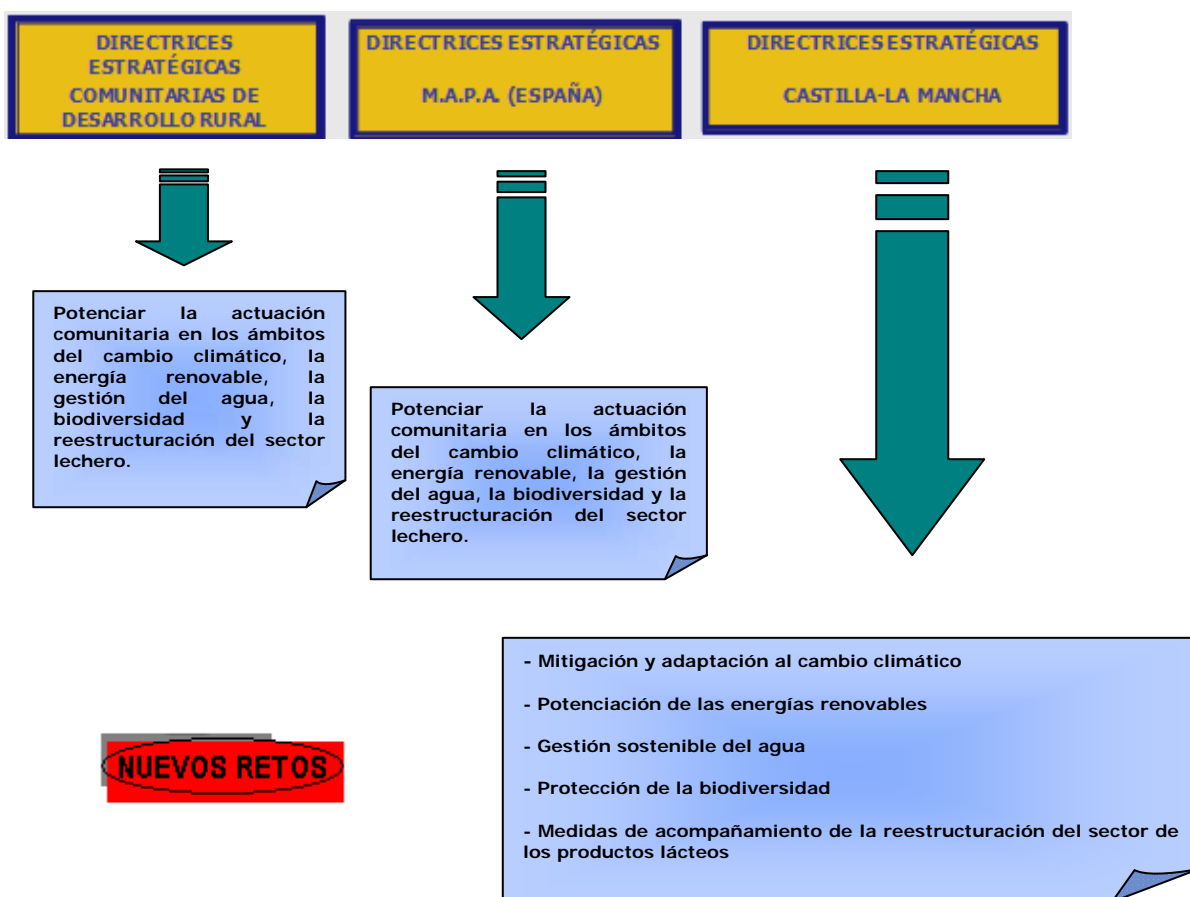 DIRECTRICES
ESTRATÉGICAS
COMUNITARIAS DE
DESARROLLO RURAL
DIRECTRICES ESTRATÉGICAS
M.A.P.A. (ESPAÑA)
DIRECTRICES ESTRATÉGICAS
CASTILLA-LA MANCHA
Potenciar la actuación
comunitaria en los ámbitos
del cambio climático, la
energía renovable, la
gestión del agua, la
biodiversidad y la
reestructuración del sector
lechero.
Potenciar la actuación
comunitaria en los ámbitos
del cambio climático, la
energía renovable, la gestión
del agua, la biodiversidad y la
reestructuración del sector
lechero.
NUEVOS RETOS
- Mitigación y adaptación al cambio climático
- Potenciación de las energías renovables
- Gestión sostenible del agua
- Protección de la biodiversidad
- Medidas de acompañamiento de la reestructuración del sector de
los productos lácteos